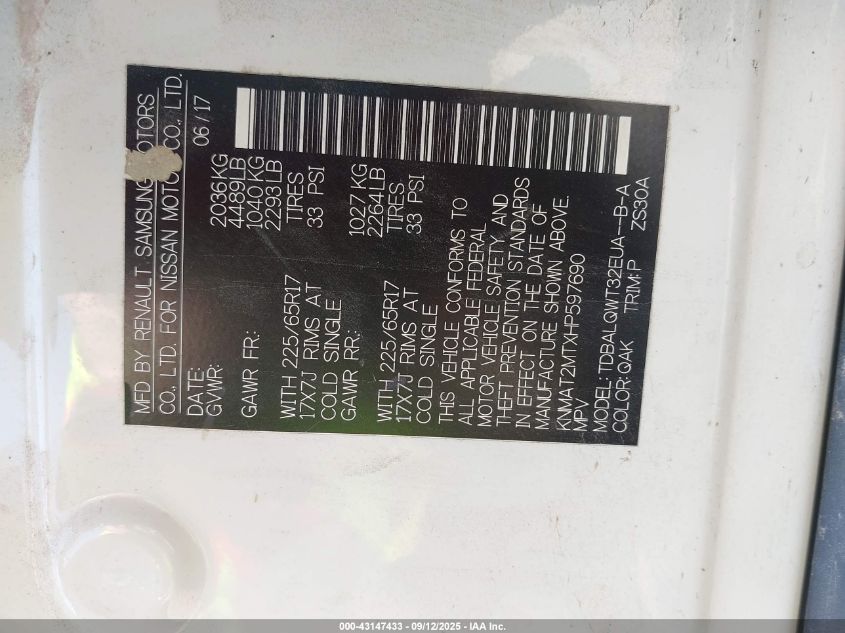 MFD BY RENAULT SAMSUNG MOTORS
CO., LTD. FOR NISSAN MOTOR CO., LTD.
DATE: 06/17
GVWR: 2036KG
4489LB
GAWR FR: 1040 KG
2293LB
WITH 225/65R17 TIRES
17X7J RIMS AT 33 PSI
COLD SINGLE
GAWR RR: 1027 KG
2264LB
WITH 225/65R17 TIRES
17X7J RIMS AT 33 PSI
COLD SINGLE
THIS VEHICLE CONFORMS TO
ALL APPLICABLE FEDERAL
MOTOR VEHICLE SAFETY, AND
THEFT PREVENTION STANDARDS
IN EFFECT ON THE DATE OF
MANUFACTURE SHOWN ABOVE.
KNMAT2MTXHP597690
MPV
MODEL: TDBALQWT32EUA--B-A
COLOR: QAK TRIM: P ZS30A
000-43147433 - 09/12/2025 - IAA Inc.